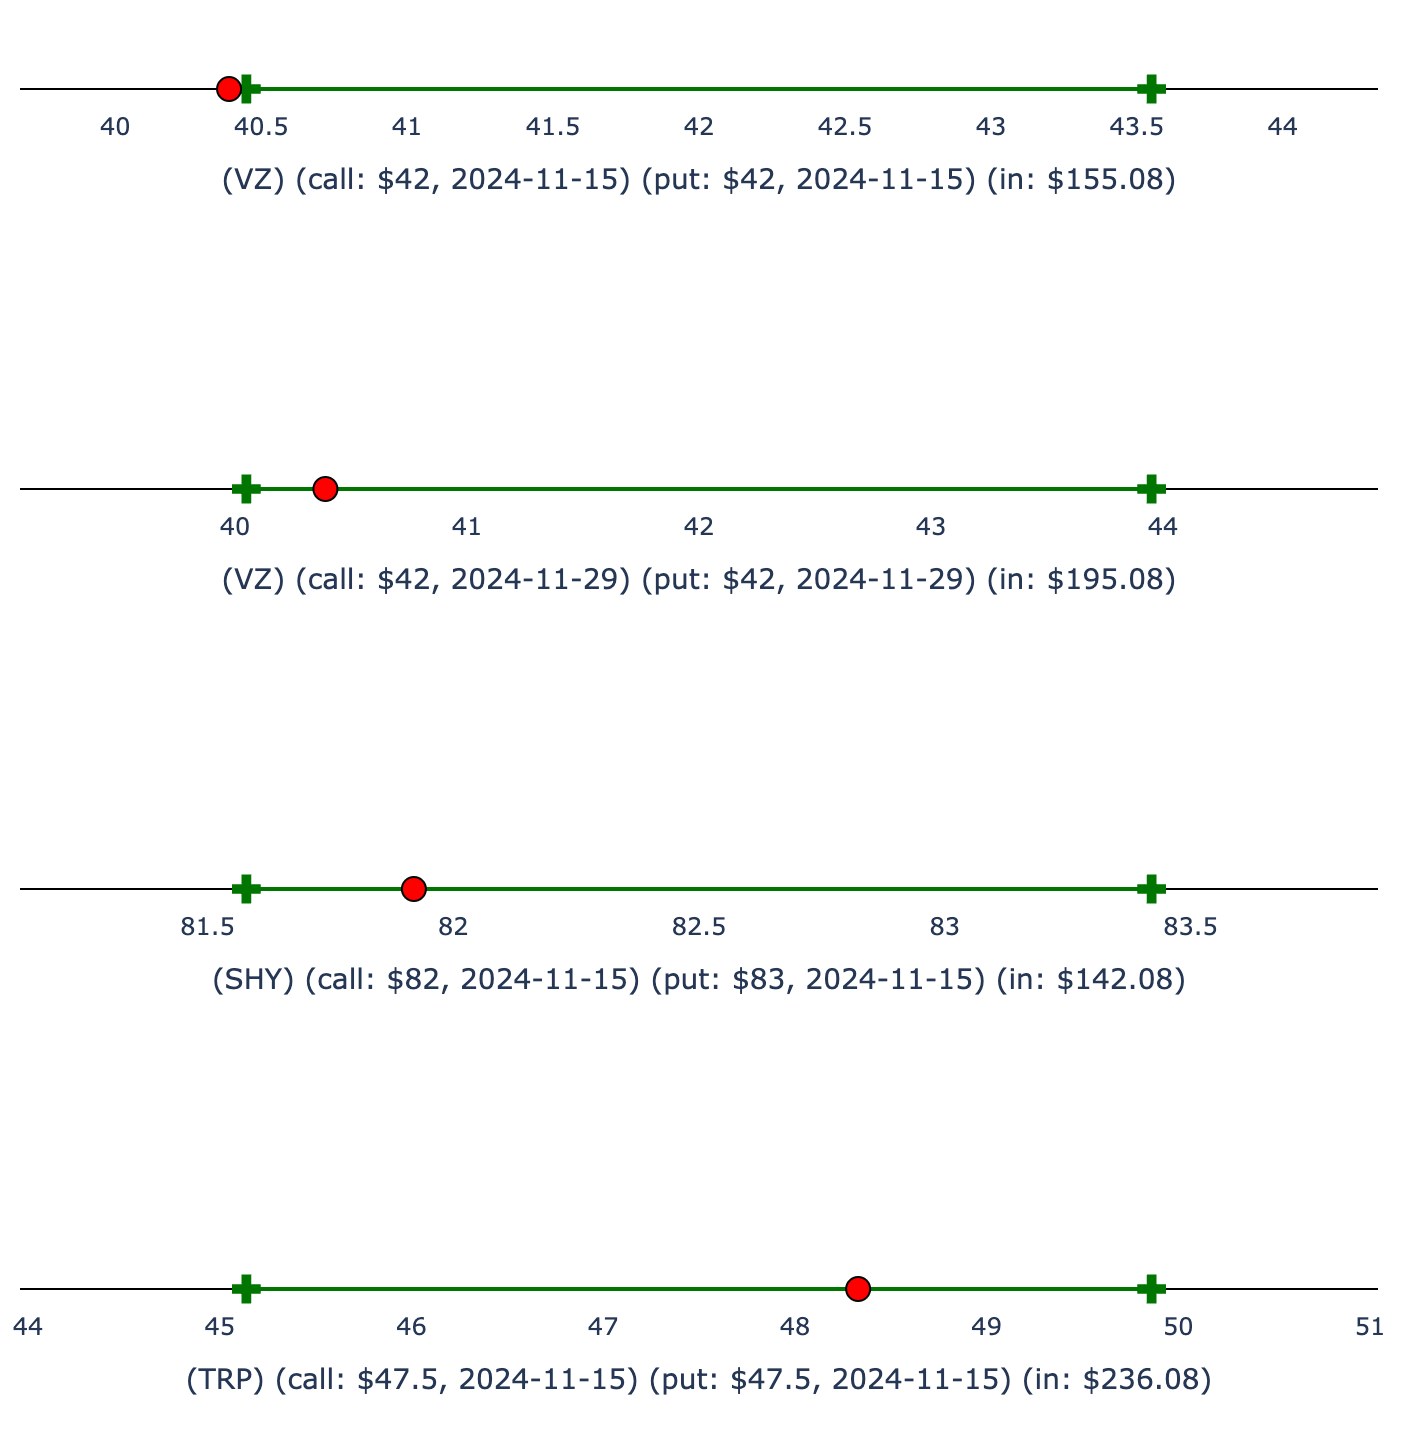 40 40.5 41 41.5 42 42.5 43 43.5 44
(VZ) (call: $42, 2024-11-15) (put: $42, 2024-11-15) (in: $155.08)
40 41 42 43 44
(VZ) (call: $42, 2024-11-29) (put: $42, 2024-11-29) (in: $195.08)
81.5 82 82.5 83 83.5
(SHY) (call: $82, 2024-11-15) (put: $83, 2024-11-15) (in: $142.08)
44 45 46 47 48 49 50 51
(TRP) (call: $47.5, 2024-11-15) (put: $47.5, 2024-11-15) (in: $236.08)